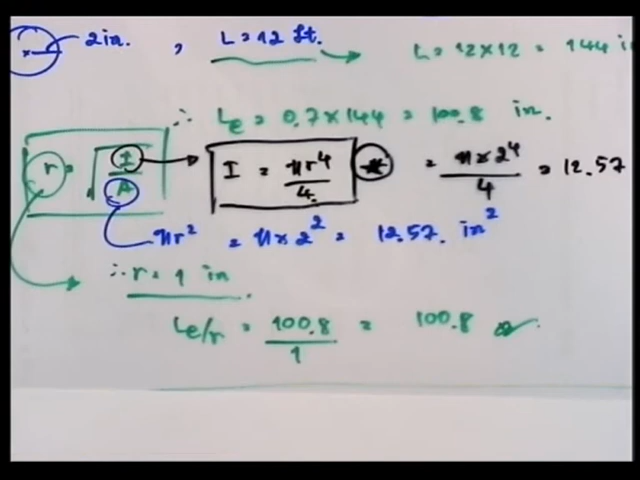 2in. , L = 12 ft. → L = 12×12 = 144 i
∴ Le = 0.7×144 = 100.8 in.
r = √(I/A) → I = πr⁴/4 = π×2⁴/4 = 12.57
πr² = π×2² = 12.57. in²
∴ r = 1 in
Le/r = 100.8/1 = 100.8